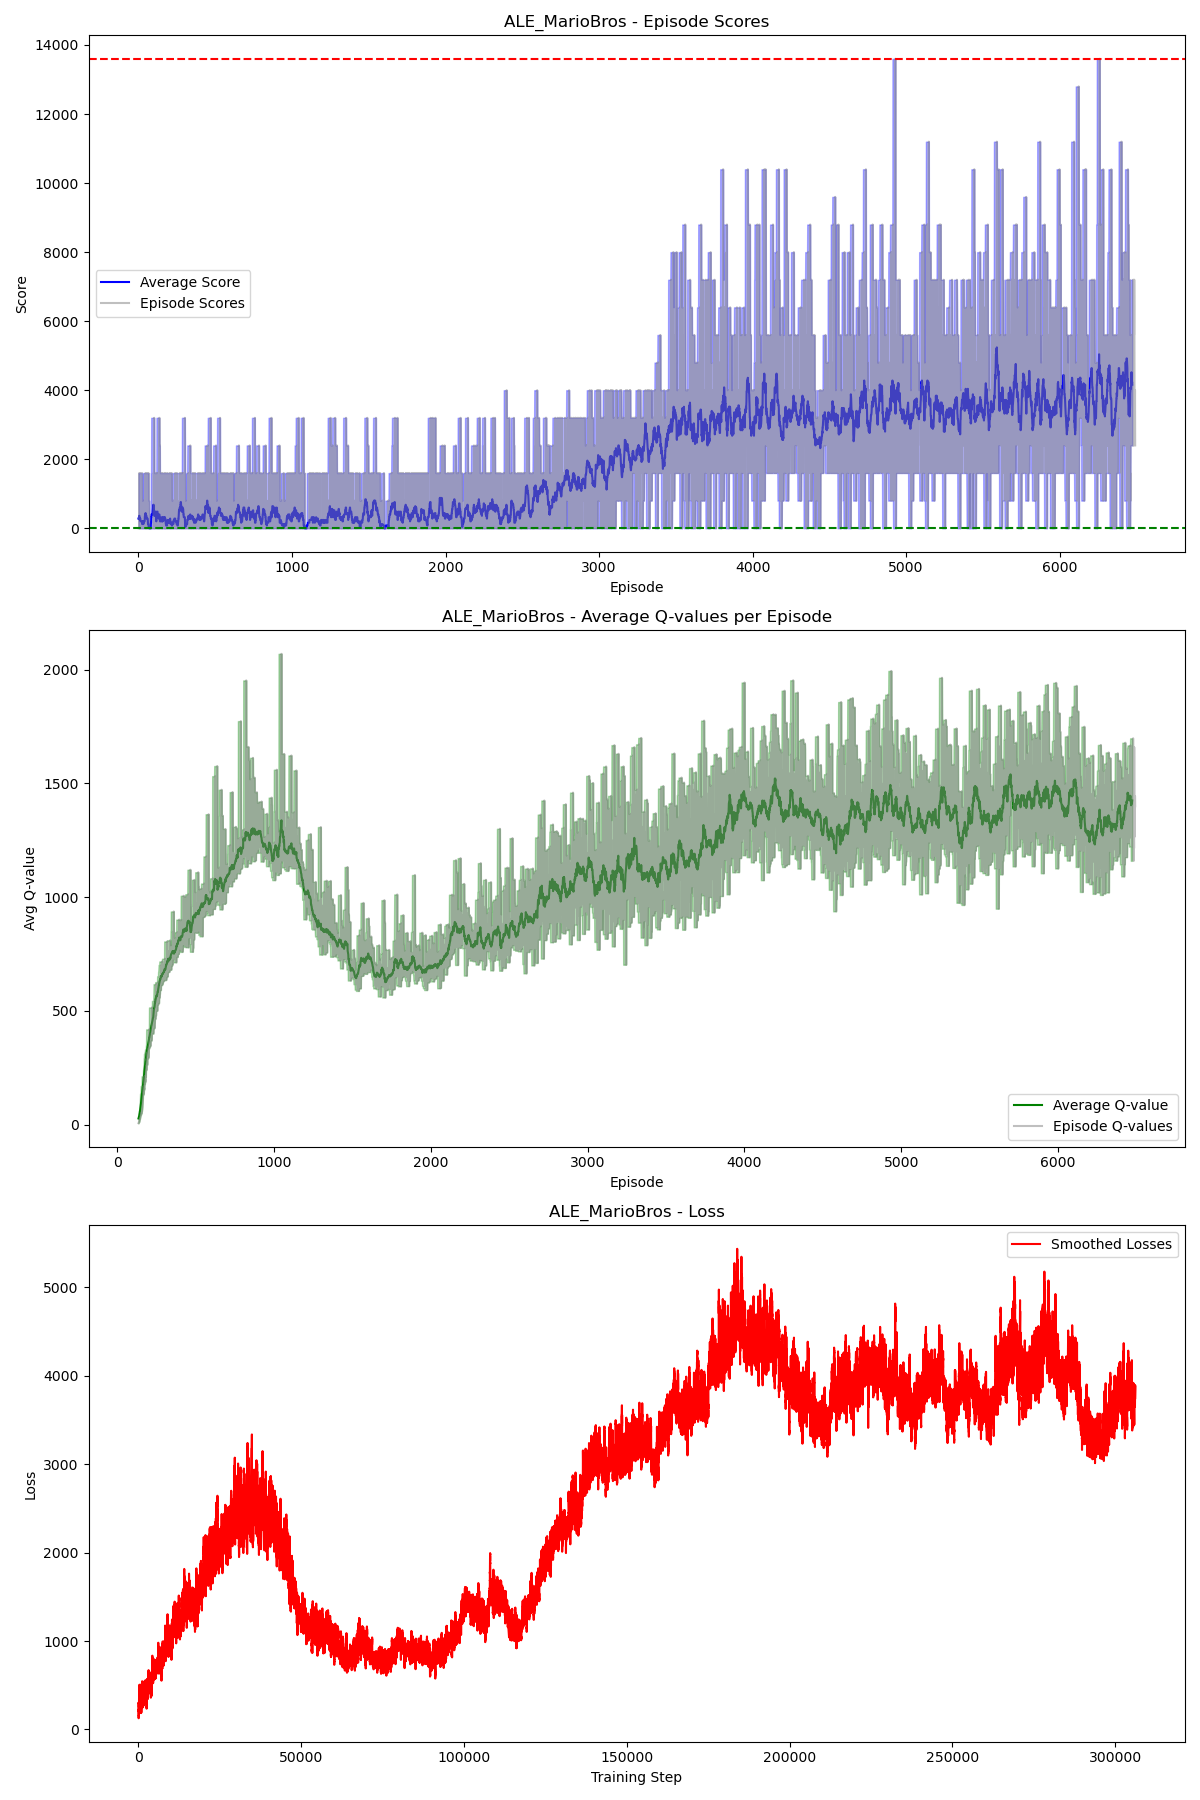 ALE_MarioBros - Episode Scores
14000
12000
10000
8000
6000
4000
2000
0
Score
Average Score
Episode Scores
0 1000 2000 3000 4000 5000 6000
Episode
ALE_MarioBros - Average Q-values per Episode
2000
1500
1000
500
0
Avg Q-value
Average Q-value
Episode Q-values
0 1000 2000 3000 4000 5000 6000
Episode
ALE_MarioBros - Loss
Smoothed Losses
5000
4000
3000
2000
1000
0
Loss
0 50000 100000 150000 200000 250000 300000
Training Step